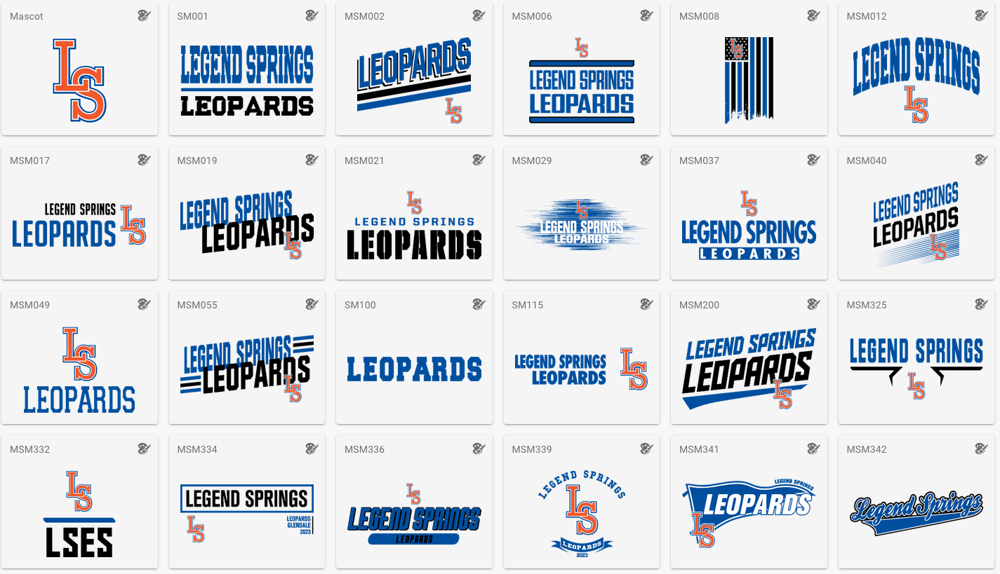 Mascot
LS
SM001
LEGEND SPRINGS
LEOPARDS
MSM002
LEOPARDS
LS
MSM006
LS
LEGEND SPRINGS
LEOPARDS
MSM008
LS
MSM012
LEGEND SPRINGS
LS
MSM017
LEGEND SPRINGS
LEOPARDS
LS
MSM019
LEGEND SPRINGS
LEOPARDS
LS
MSM021
LS
LEGEND SPRINGS
LEOPARDS
MSM029
LS
LEGEND SPRINGS
LEOPARDS
MSM037
LS
LEGEND SPRINGS
LEOPARDS
MSM040
LEGEND SPRINGS
LEOPARDS
LS
MSM049
LS
LEOPARDS
MSM055
LEGEND SPRINGS
LEOPARDS
LS
SM100
LEOPARDS
SM115
LEGEND SPRINGS
LEOPARDS
LS
MSM200
LEGEND SPRINGS
LEOPARDS
LS
MSM325
LEGEND SPRINGS
LS
MSM332
LS
LSES
MSM334
LEGEND SPRINGS
LS
LEOPARDS
GLENDALE
2023
MSM336
LS
LEGEND SPRINGS
LEOPARDS
MSM339
LEGEND SPRINGS
LS
LEOPARDS
2023
MSM341
LEGEND SPRINGS
LEOPARDS
LS
MSM342
Legend Springs